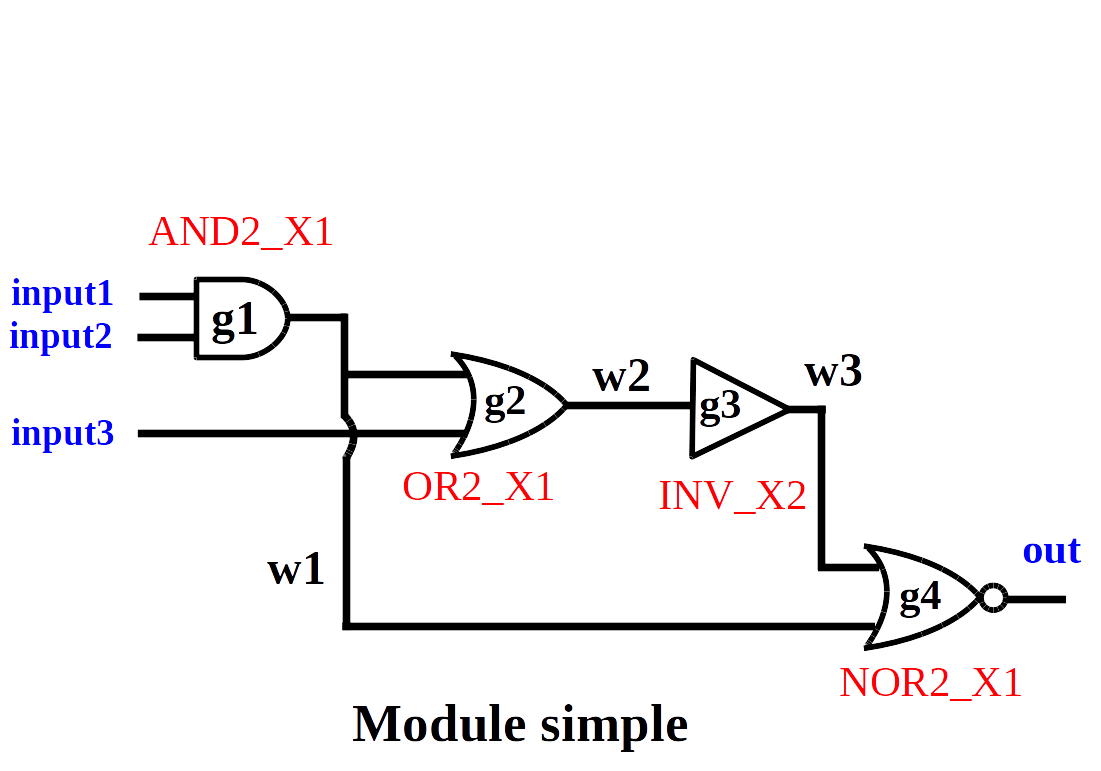 AND2_X1
input1
g1
input2
w2
w3
g2
g3
input3
OR2_X1
INV_X2
out
w1
g4
NOR2_X1
Module simple